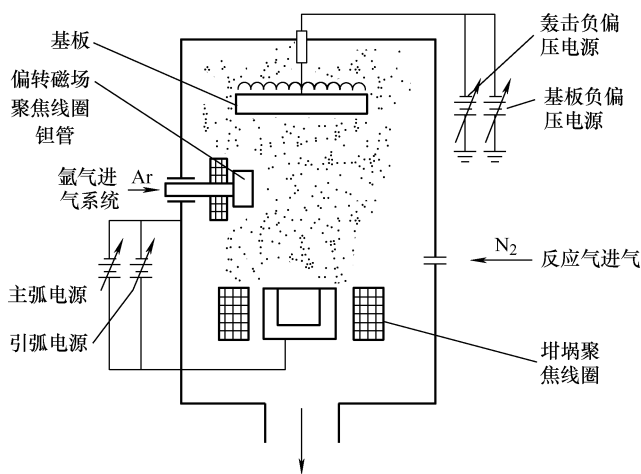 基板
偏转磁场
聚焦线圈
钽管
氩气进
气系统
Ar
主弧电源
引弧电源
轰击负偏
压电源
基板负偏
压电源
N₂
反应气进气
坩埚聚
焦线圈